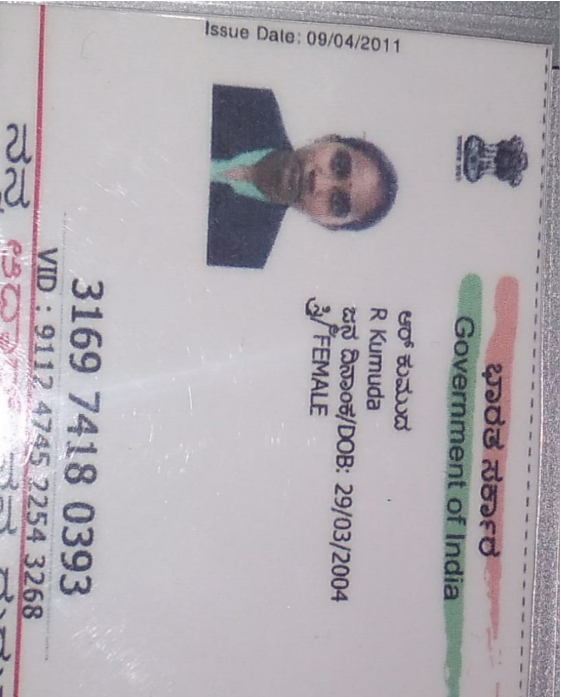 ಭಾರತ ಸರ್ಕಾರ
Government of India
Issue Date: 09/04/2011
ಆರ್ ಕುಮುದ
R Kumuda
ಜನ್ಮ ದಿನಾಂಕ/DOB: 29/03/2004
ಸ್ತ್ರೀ/FEMALE
3169 7418 0393
VID : 9112 4745 2254 3268